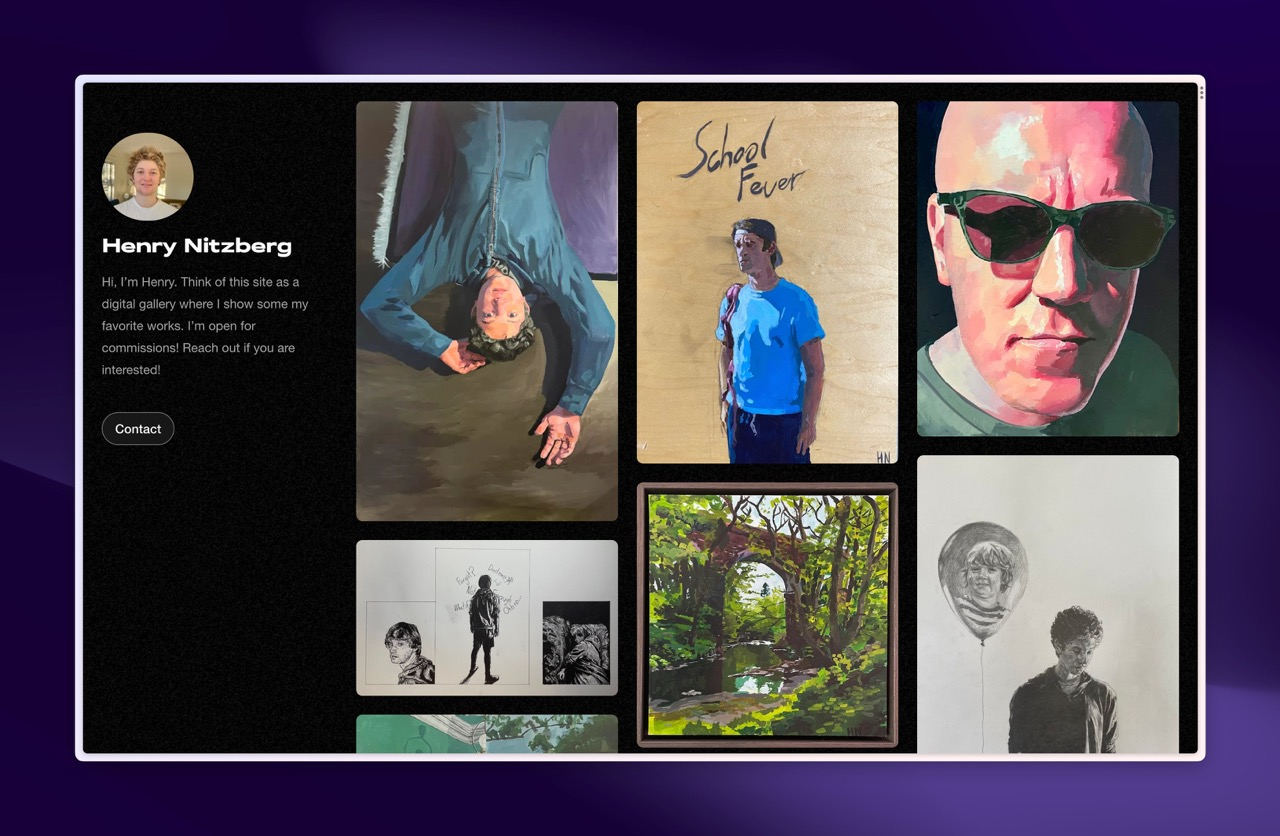 Henry Nitzberg
Hi, I'm Henry. Think of this site as a
digital gallery where I show some my
favorite works. I'm open for
commissions! Reach out if you are
interested!
Contact
School
Fever
HN